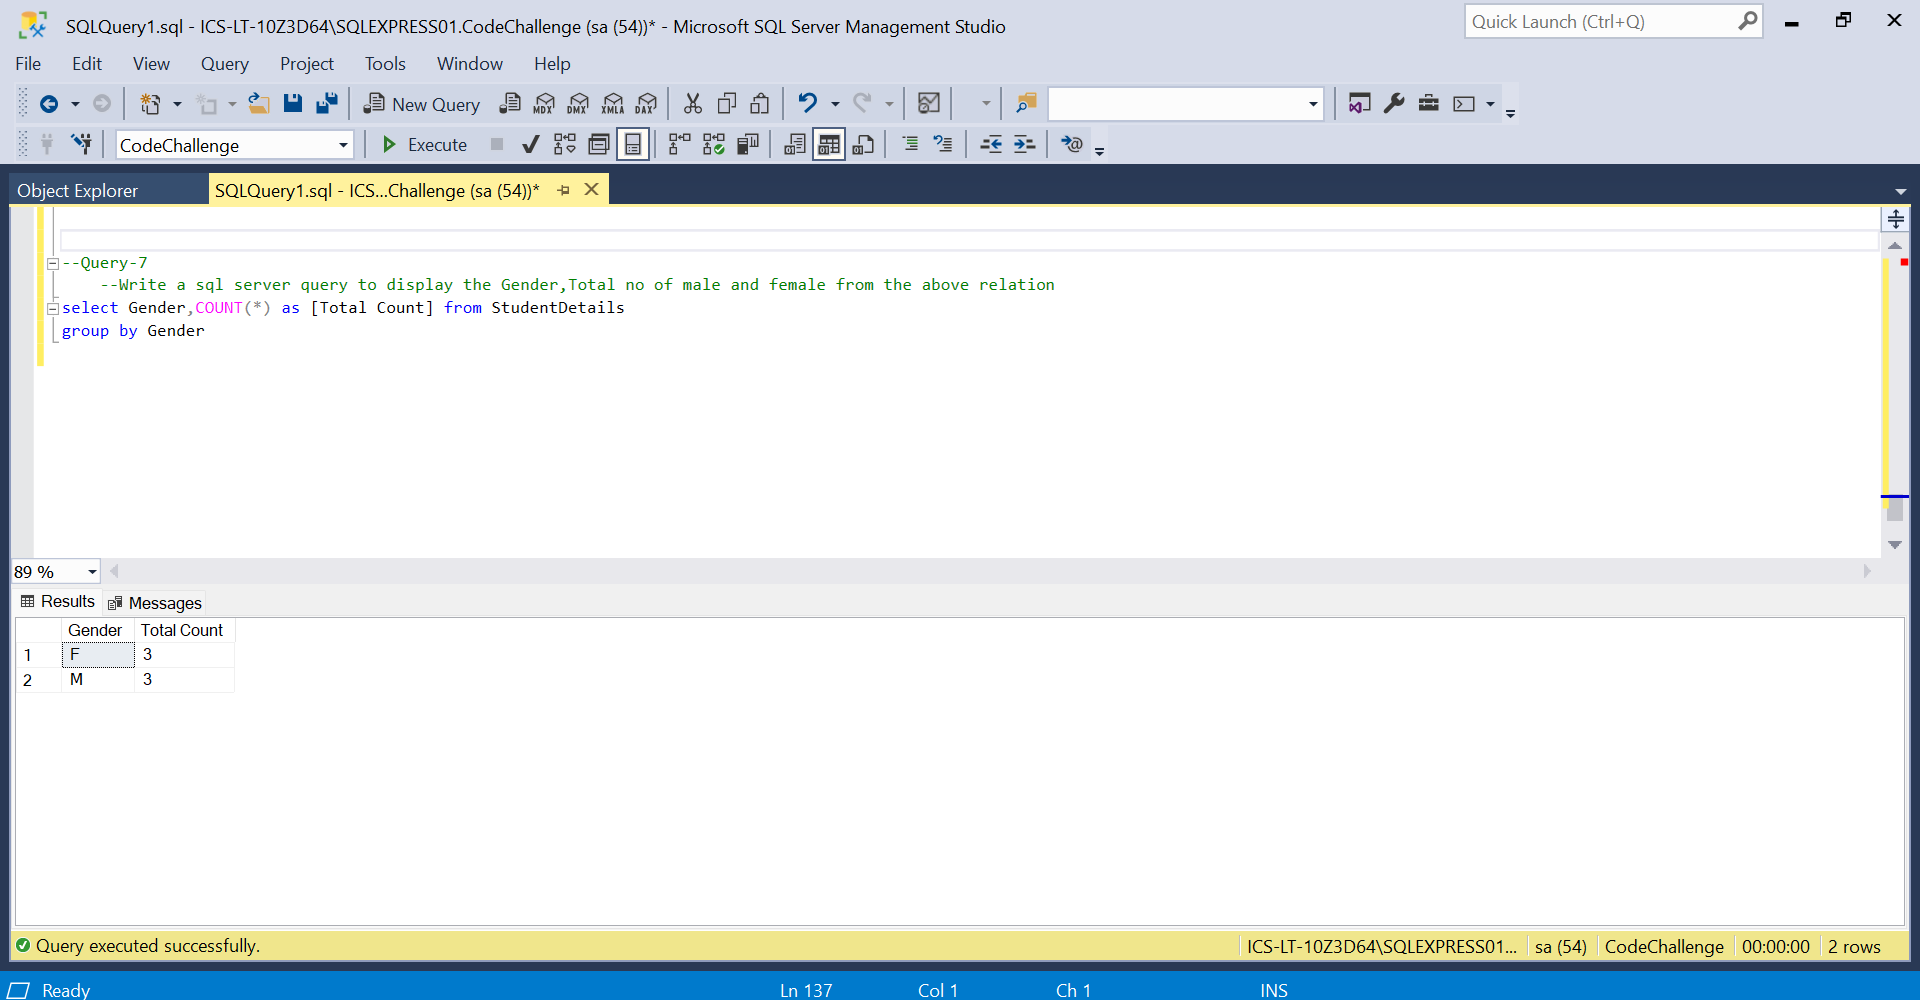 SQLQuery1.sql - ICS-LT-10Z3D64\SQLEXPRESS01.CodeChallenge (sa (54))* - Microsoft SQL Server Management Studio
Quick Launch (Ctrl+Q)
File Edit View Query Project Tools Window Help
New Query MDX DMX XMLA DAX
CodeChallenge Execute
Object Explorer SQLQuery1.sql - ICS...Challenge (sa (54))*
--Query-7
--Write a sql server query to display the Gender,Total no of male and female from the above relation
select Gender,COUNT(*) as [Total Count] from StudentDetails
group by Gender
89 %
Results Messages
Gender Total Count
1 F 3
2 M 3
Query executed successfully. ICS-LT-10Z3D64\SQLEXPRESS01... sa (54) CodeChallenge 00:00:00 2 rows
Ready Ln 137 Col 1 Ch 1 INS